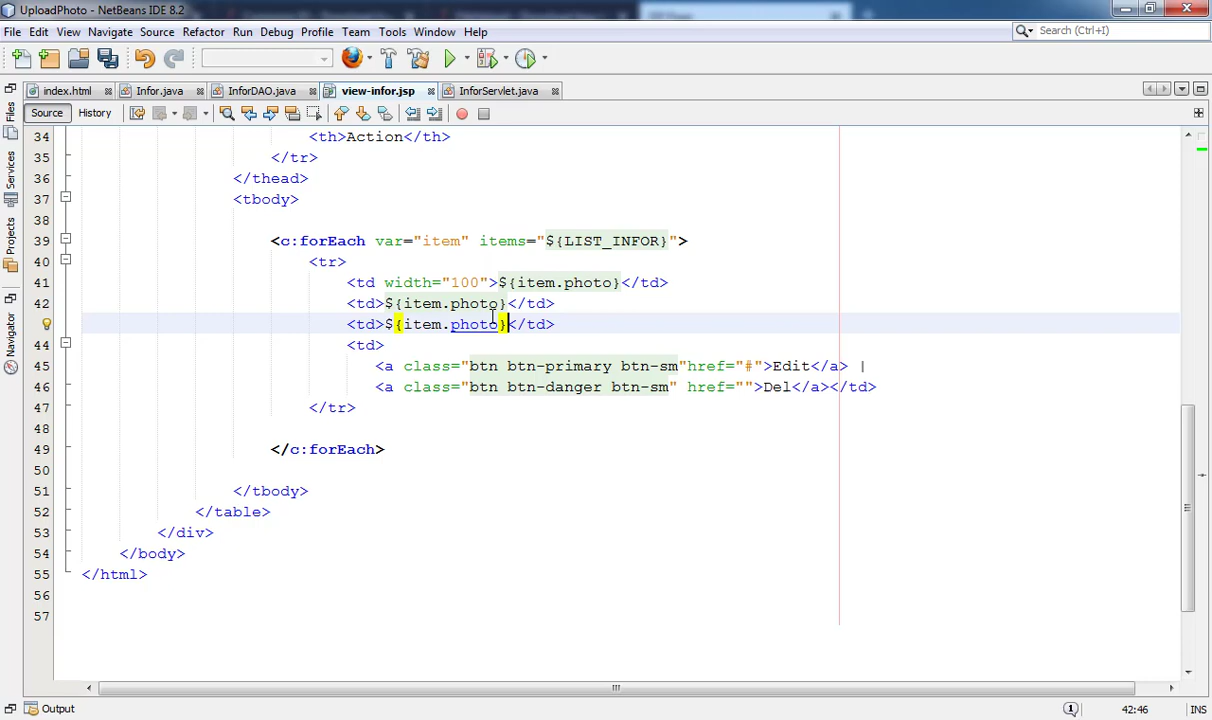 UploadPhoto - NetBeans IDE 8.2
File Edit View Navigate Source Refactor Run Debug Profile Team Tools Window Help
Search (Ctrl+I)
index.html Infor.java InforDAO.java view-infor.jsp InforServlet.java
Source History
Files
Services
Projects
Navigator
34 <th>Action</th>
35 </tr>
36 </thead>
37 <tbody>
38
39 <c:forEach var="item" items="${LIST_INFOR}">
40 <tr>
41 <td width="100">${item.photo}</td>
42 <td>${item.photo}</td>
<td>${item.photo}</td>
44 <td>
45 <a class="btn btn-primary btn-sm"href="#">Edit</a> |
46 <a class="btn btn-danger btn-sm" href="">Del</a></td>
47 </tr>
48
49 </c:forEach>
50
51 </tbody>
52 </table>
53 </div>
54 </body>
55 </html>
56
57
Output
1 42:46 INS